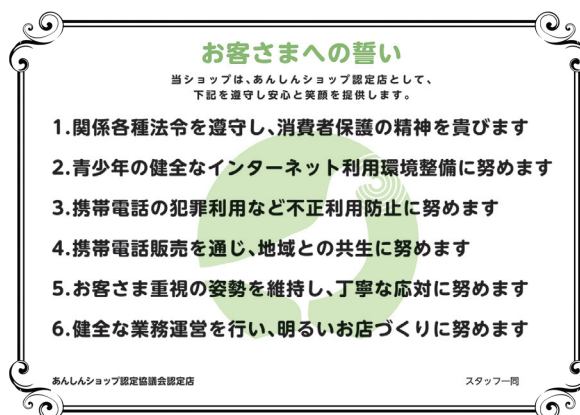 お客さまへの誓い
当ショップは、あんしんショップ認定店として、
下記を遵守し安心と笑顔を提供します。
1.関係各種法令を遵守し、消費者保護の精神を貴びます
2.青少年の健全なインターネット利用環境整備に努めます
3.携帯電話の犯罪利用など不正利用防止に努めます
4.携帯電話販売を通じ、地域との共生に努めます
5.お客さま重視の姿勢を維持し、丁寧な応対に努めます
6.健全な業務運営を行い、明るいお店づくりに努めます
あんしんショップ認定協議会認定店 スタッフ一同